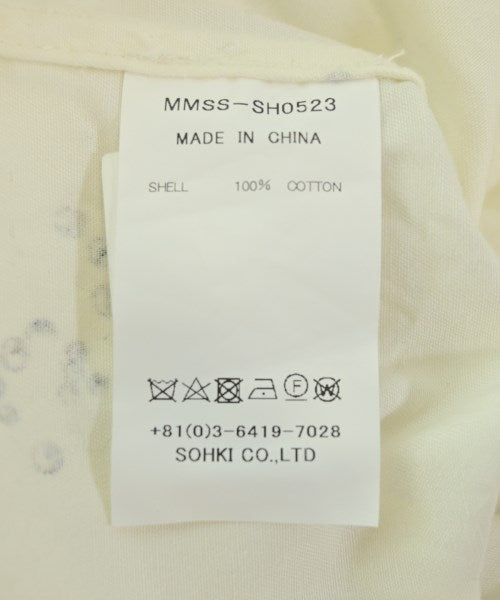 MMSS-SH0523
MADE IN CHINA
SHELL 100% COTTON
F W
+81(0)3-6419-7028
SOHKI CO.,LTD